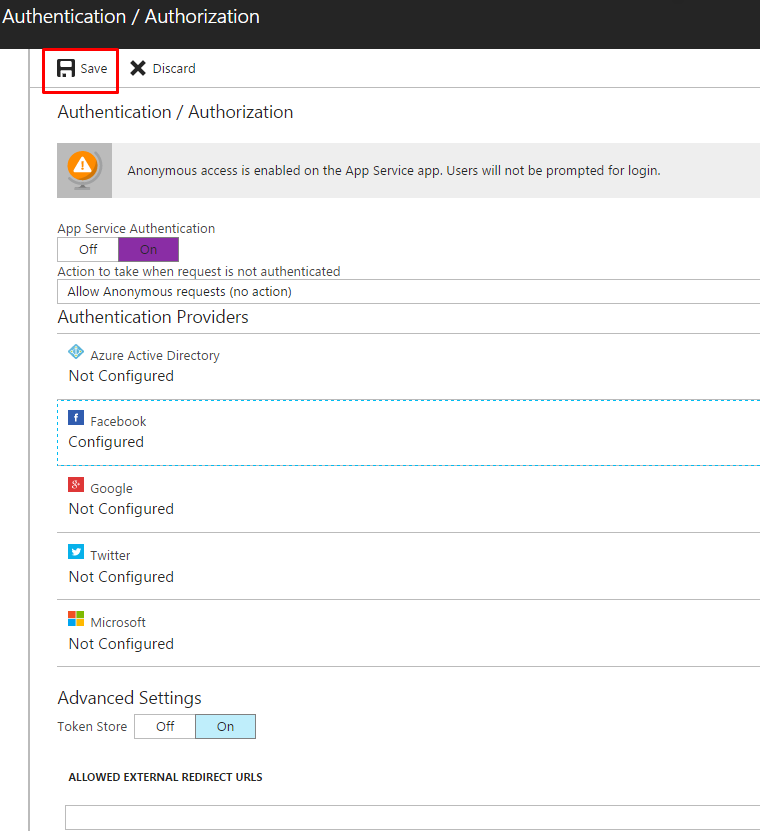 Authentication / Authorization
Save Discard
Authentication / Authorization
Anonymous access is enabled on the App Service app. Users will not be prompted for login.
App Service Authentication
Off On
Action to take when request is not authenticated
Allow Anonymous requests (no action)
Authentication Providers
Azure Active Directory
Not Configured
Facebook
Configured
Google
Not Configured
Twitter
Not Configured
Microsoft
Not Configured
Advanced Settings
Token Store Off On
ALLOWED EXTERNAL REDIRECT URLS